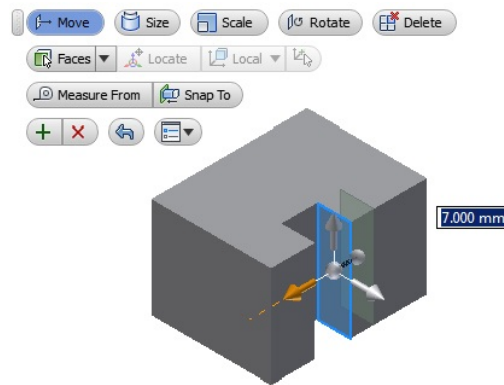 Move Size Scale Rotate Delete
Faces Locate Local
Measure From Snap To
7.000 mm